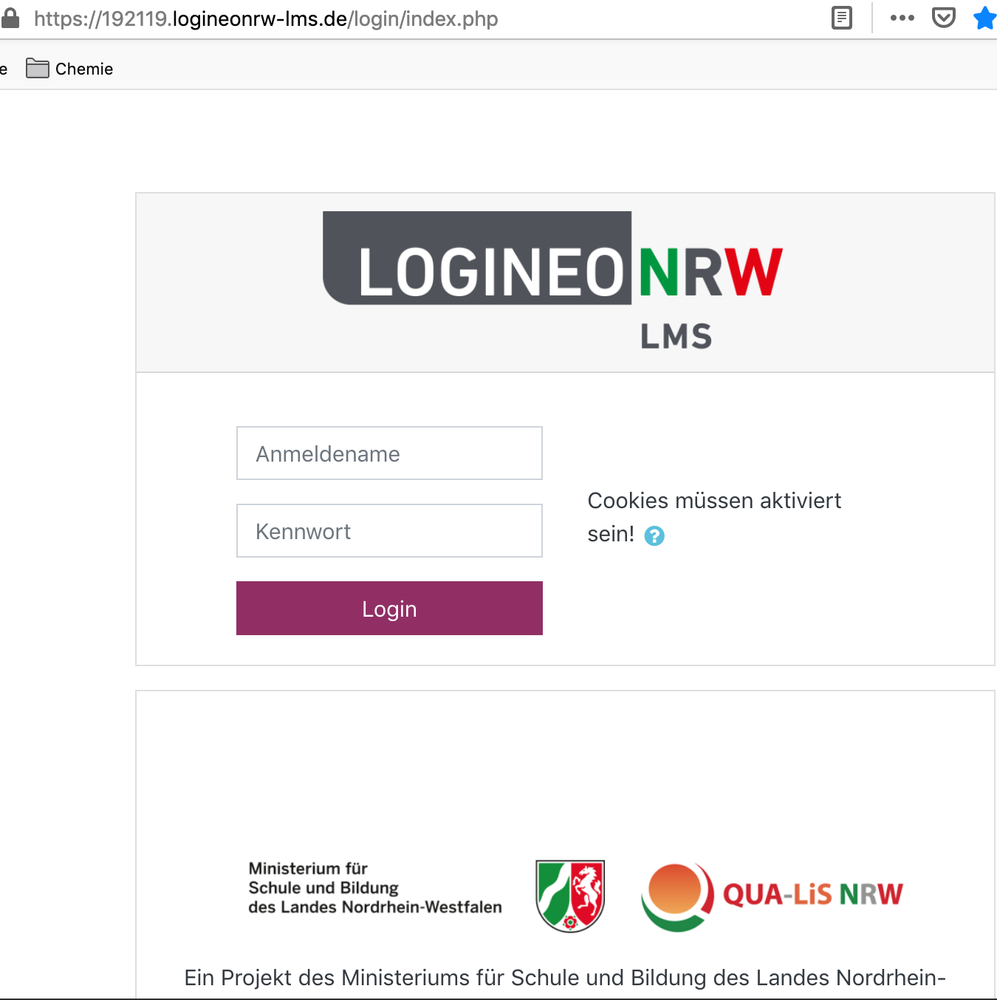 https://192119.logineonrw-lms.de/login/index.php
e Chemie
LOGINEO NRW
LMS
Anmeldename
Kennwort
Cookies müssen aktiviert
sein! ?
Login
Ministerium für
Schule und Bildung
des Landes Nordrhein-Westfalen
QUA-LiS NRW
Ein Projekt des Ministeriums für Schule und Bildung des Landes Nordrhein-